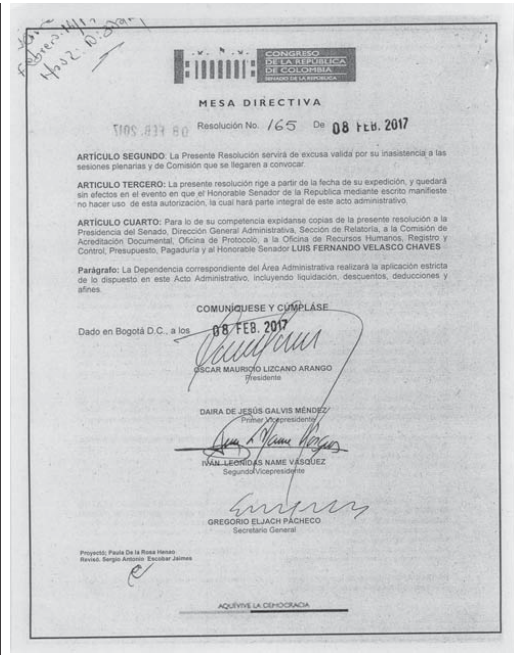 Febrero 14/17
CONGRESO
DE LA REPÚBLICA
DE COLOMBIA
SENADO DE LA REPÚBLICA
MESA DIRECTIVA
Resolución No. 165 De 08 FEB. 2017
08 FEB. 2017
ARTÍCULO SEGUNDO: La Presente Resolución servirá de excusa valida por su inasistencia a las
sesiones plenarias y de Comisión que se llegaren a convocar.
ARTICULO TERCERO: La presente resolución rige a partir de la fecha de su expedición, y quedará
sin efectos en el evento en que el Honorable Senador de la Republica mediante escrito manifieste
no hacer uso de esta autorización, la cual hará parte integral de este acto administrativo.
ARTÍCULO CUARTO: Para lo de su competencia expídanse copias de la presente resolución a la
Presidencia del Senado, Dirección General Administrativa, Sección de Relatoría, a la Comisión de
Acreditación Documental, Oficina de Protocolo, a la Oficina de Recursos Humanos, Registro y
Control, Presupuesto, Pagaduría y al Honorable Senador LUIS FERNANDO VELASCO CHAVES
Parágrafo: La Dependencia correspondiente del Área Administrativa realizará la aplicación estricta
de lo dispuesto en este Acto Administrativo, incluyendo liquidación, descuentos, deducciones y
afines.
COMUNÍQUESE Y CÚMPLASE
Dado en Bogotá D.C., a los 08 FEB. 2017
OSCAR MAURICIO LIZCANO ARANGO
Presidente
DAIRA DE JESÚS GALVIS MÉNDEZ
Primer Vicepresidente
IVÁN LEONIDAS NAME VÁSQUEZ
Segundo Vicepresidente
GREGORIO ELJACH PACHECO
Secretario General
Proyectó: Paula De la Rosa Henao
Revisó: Sergio Antonio Escobar Jaimes
AQUÍ VIVE LA DEMOCRACIA